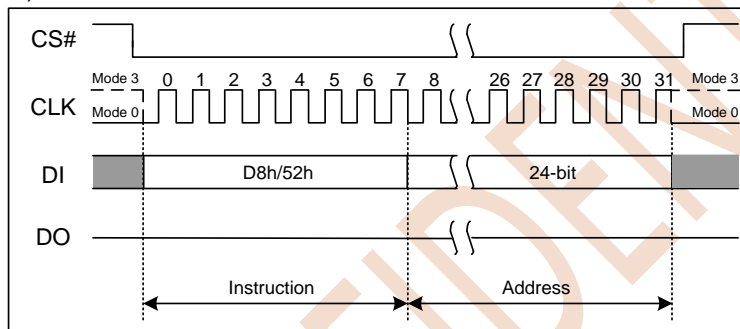 CS#
Mode 3 0 1 2 3 4 5 6 7 8 26 27 28 29 30 31 Mode 3
CLK Mode 0 Mode 0
DI D8h/52h 24-bit
DO
Instruction Address